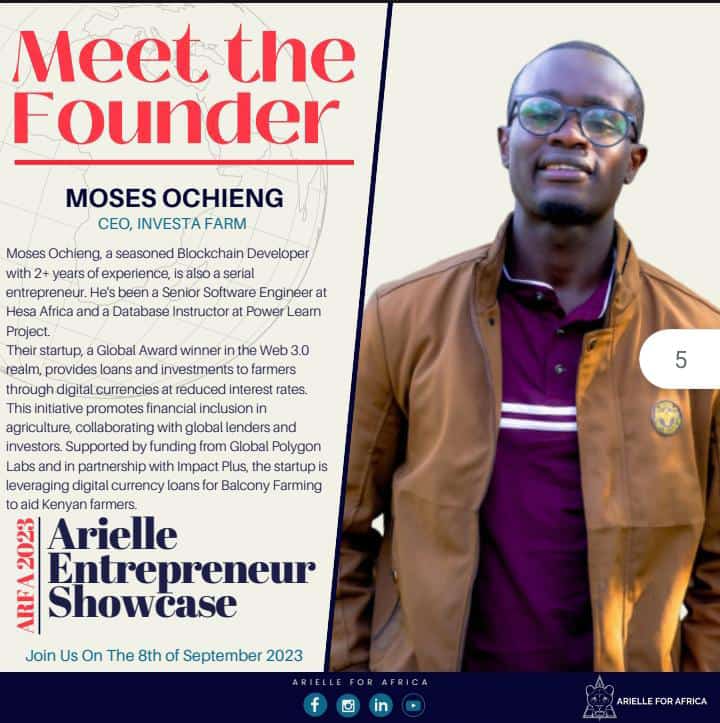 Meet the
Founder
MOSES OCHIENG
CEO, INVESTA FARM
Moses Ochieng, a seasoned Blockchain Developer
with 2+ years of experience, is also a serial
entrepreneur. He's been a Senior Software Engineer at
Hesa Africa and a Database Instructor at Power Learn
Project.
Their startup, a Global Award winner in the Web 3.0
realm, provides loans and investments to farmers
through digital currencies at reduced interest rates.
This initiative promotes financial inclusion in
agriculture, collaborating with global lenders and
investors. Supported by funding from Global Polygon
Labs and in partnership with Impact Plus, the startup is
leveraging digital currency loans for Balcony Farming
to aid Kenyan farmers.
5
ARFA 2023
Arielle
Entrepreneur
Showcase
Join Us On The 8th of September 2023
ARIELLE FOR AFRICA
ARIELLE FOR AFRICA